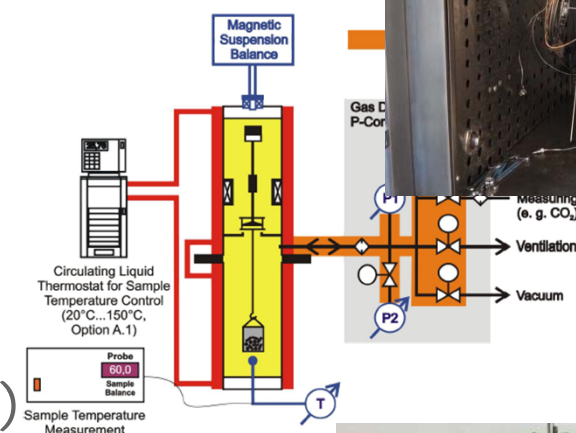 Magnetic
Suspension
Balance
Gas
P-Con
P1
Measuring
(e. g. CO₂)
Ventilation
Vacuum
P2
Circulating Liquid
Thermostat for Sample
Temperature Control
(20°C...150°C,
Option A.1)
Probe
60,0
Sample
Balance
)
T
Sample Temperature
Measurement